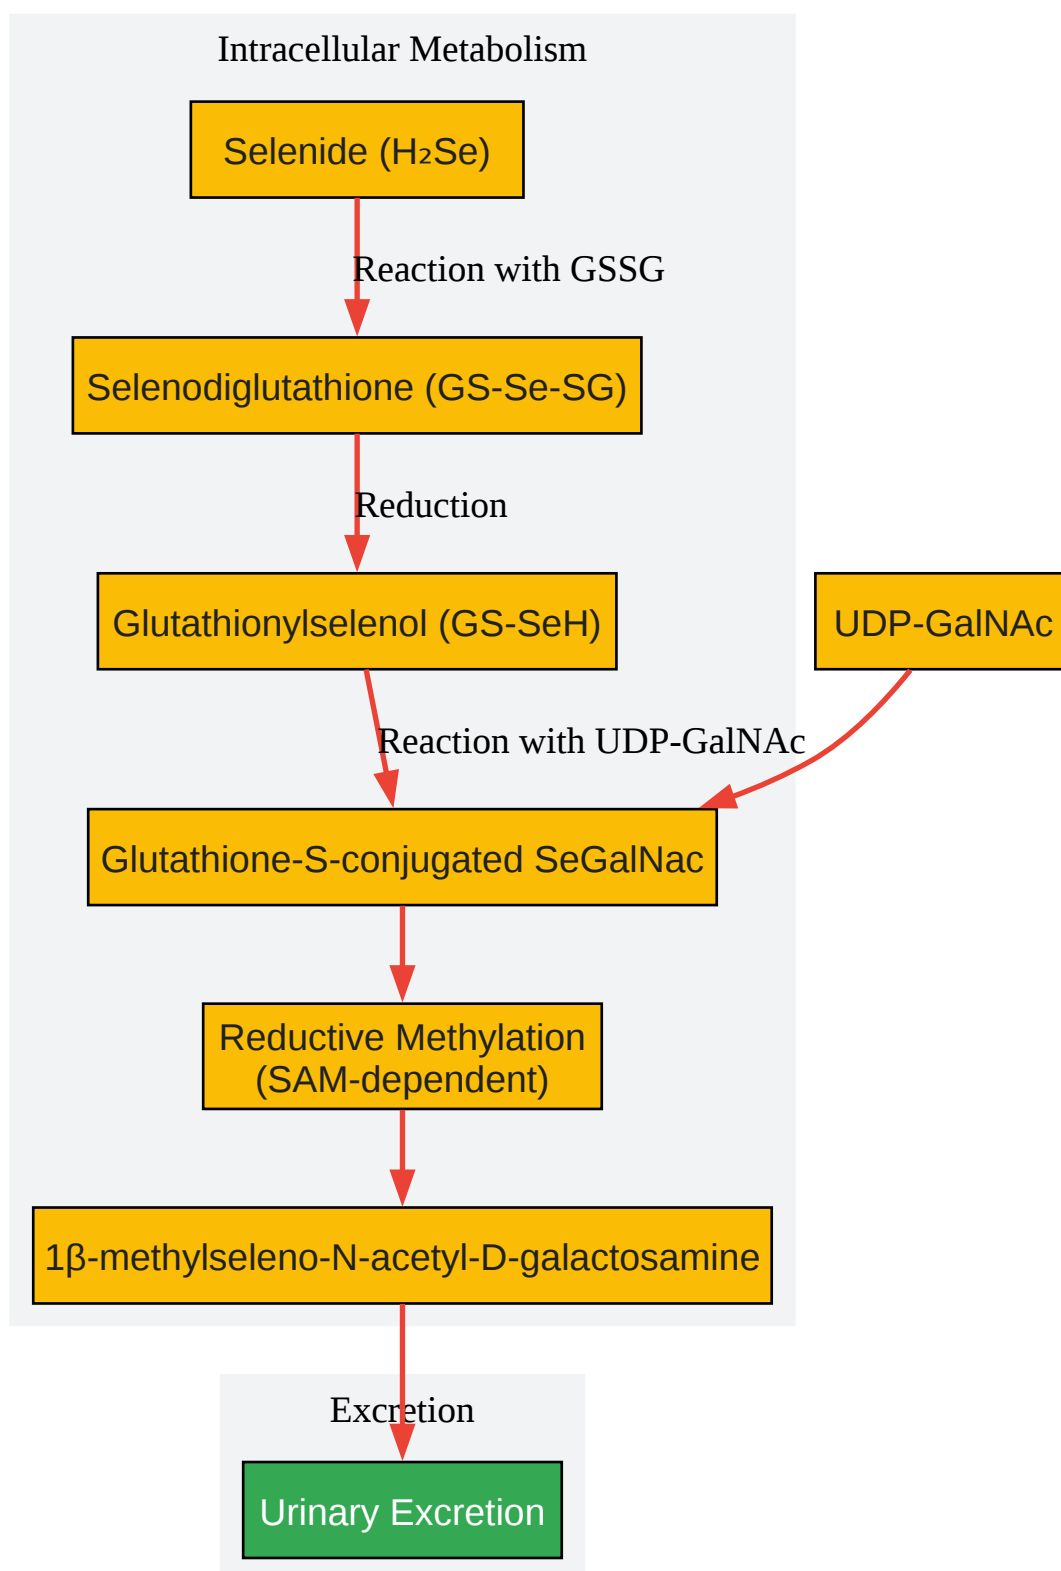 Intracellular Metabolism
Selenide (H₂Se)
Reaction with GSSG
Selenodiglutathione (GS-Se-SG)
Reduction
Glutathionylselenol (GS-SeH)
UDP-GalNAc
Reaction with UDP-GalNAc
Glutathione-S-conjugated SeGalNac
Reductive Methylation
(SAM-dependent)
1β-methylseleno-N-acetyl-D-galactosamine
Excretion
Urinary Excretion